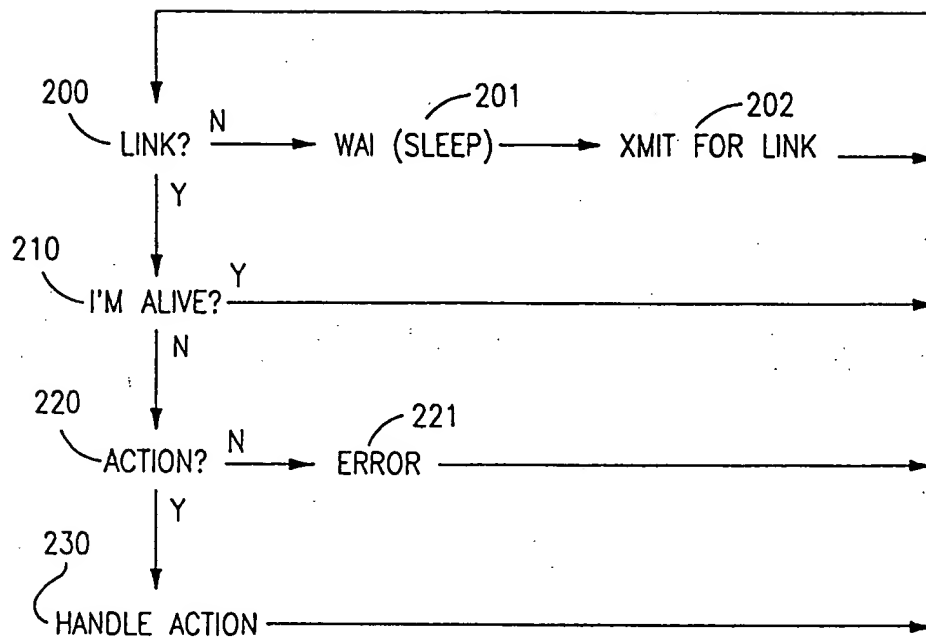 200
201
202
LINK?
N
WAI (SLEEP)
XMIT FOR LINK
Y
210
I'M ALIVE?
Y
N
220
221
ACTION?
N
ERROR
Y
230
HANDLE ACTION